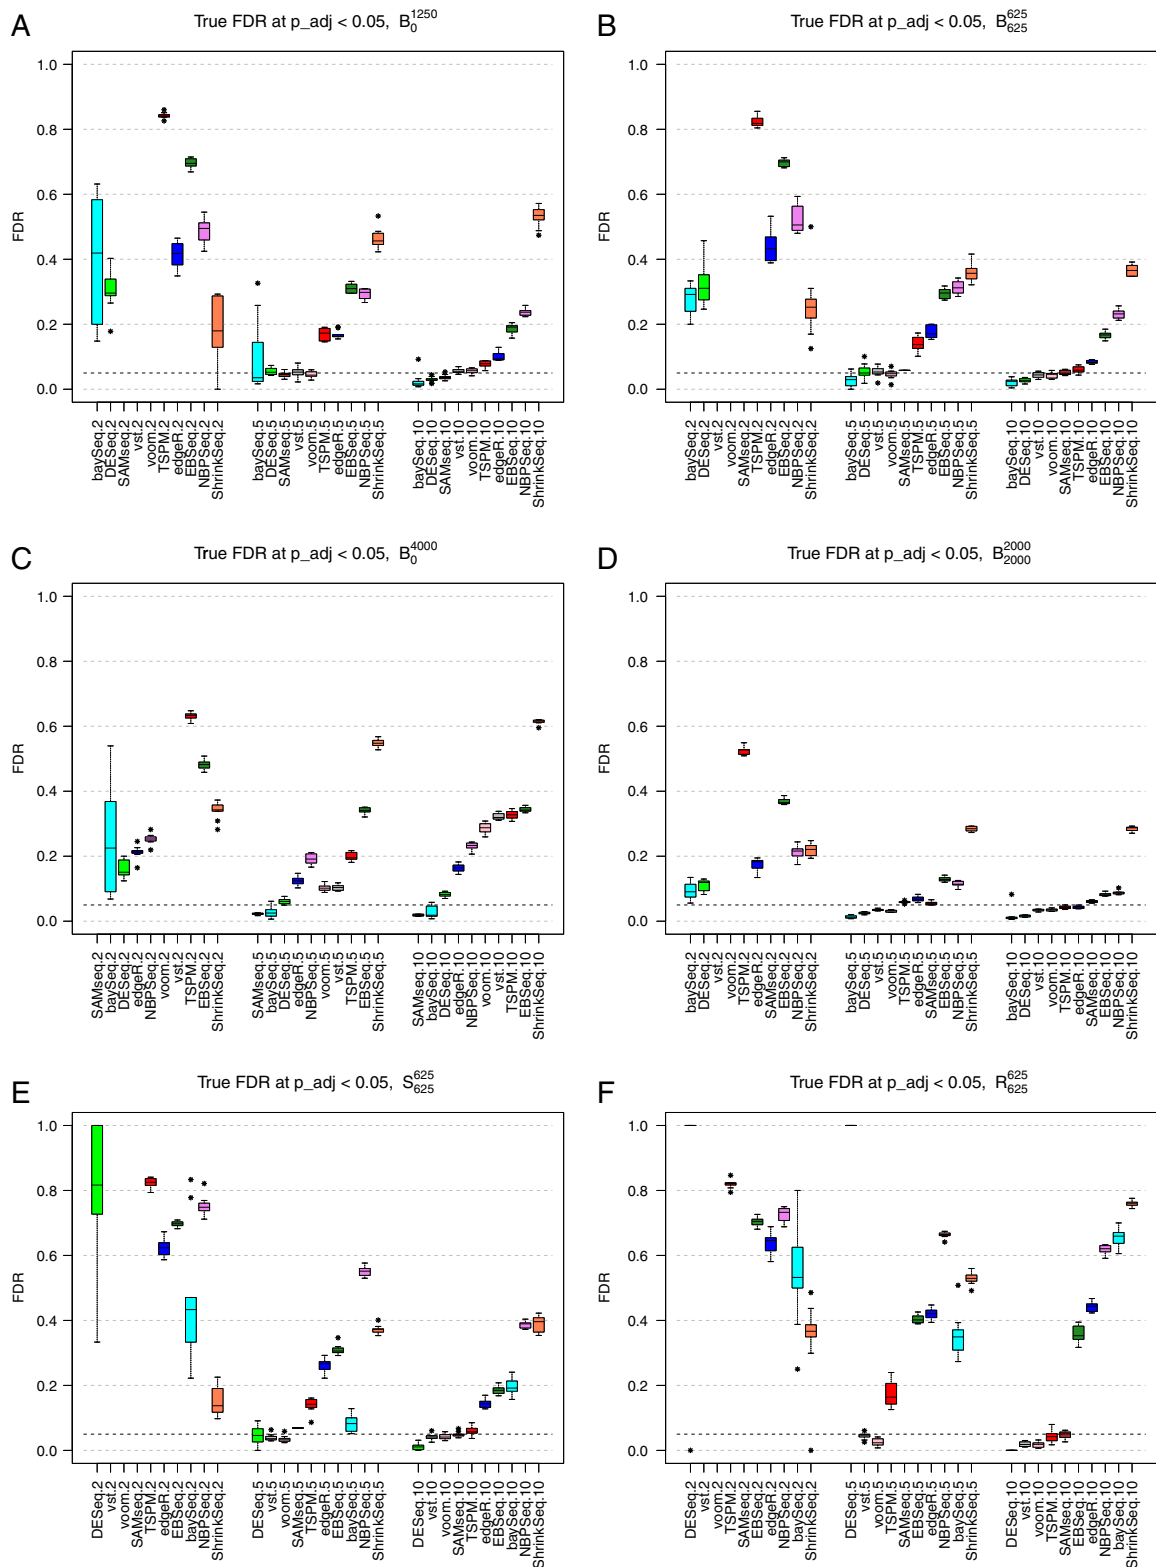 A
True FDR at p_adj < 0.05, B_0^1250
FDR
1.0
0.8
0.6
0.4
0.2
0.0
baySeq.2
DESeq.2
SAMseq.2
vst.2
voom.2
TSPM.2
edgeR.2
EBSeq.2
NBPSeq.2
ShrinkSeq.2
baySeq.5
DESeq.5
SAMseq.5
vst.5
voom.5
TSPM.5
edgeR.5
EBSeq.5
NBPSeq.5
ShrinkSeq.5
baySeq.10
DESeq.10
SAMseq.10
vst.10
voom.10
TSPM.10
edgeR.10
EBSeq.10
NBPSeq.10
ShrinkSeq.10
B
True FDR at p_adj < 0.05, B_625^625
FDR
1.0
0.8
0.6
0.4
0.2
0.0
baySeq.2
DESeq.2
vst.2
voom.2
SAMseq.2
TSPM.2
edgeR.2
EBSeq.2
NBPSeq.2
ShrinkSeq.2
baySeq.5
DESeq.5
vst.5
voom.5
SAMseq.5
TSPM.5
edgeR.5
EBSeq.5
NBPSeq.5
ShrinkSeq.5
baySeq.10
DESeq.10
vst.10
voom.10
SAMseq.10
TSPM.10
edgeR.10
EBSeq.10
NBPSeq.10
ShrinkSeq.10
C
True FDR at p_adj < 0.05, B_0^4000
FDR
1.0
0.8
0.6
0.4
0.2
0.0
SAMseq.2
baySeq.2
DESeq.2
edgeR.2
NBPSeq.2
voom.2
vst.2
TSPM.2
EBSeq.2
ShrinkSeq.2
SAMseq.5
baySeq.5
DESeq.5
edgeR.5
NBPSeq.5
voom.5
vst.5
TSPM.5
EBSeq.5
ShrinkSeq.5
SAMseq.10
baySeq.10
DESeq.10
edgeR.10
NBPSeq.10
voom.10
vst.10
TSPM.10
EBSeq.10
ShrinkSeq.10
D
True FDR at p_adj < 0.05, B_2000^2000
FDR
1.0
0.8
0.6
0.4
0.2
0.0
baySeq.2
DESeq.2
vst.2
voom.2
TSPM.2
edgeR.2
SAMseq.2
EBSeq.2
NBPSeq.2
ShrinkSeq.2
baySeq.5
DESeq.5
vst.5
voom.5
TSPM.5
edgeR.5
SAMseq.5
EBSeq.5
NBPSeq.5
ShrinkSeq.5
baySeq.10
DESeq.10
vst.10
voom.10
TSPM.10
edgeR.10
SAMseq.10
EBSeq.10
NBPSeq.10
ShrinkSeq.10
E
True FDR at p_adj < 0.05, S_625^625
FDR
1.0
0.8
0.6
0.4
0.2
0.0
DESeq.2
vst.2
voom.2
SAMseq.2
TSPM.2
edgeR.2
EBSeq.2
baySeq.2
NBPSeq.2
ShrinkSeq.2
DESeq.5
vst.5
voom.5
SAMseq.5
TSPM.5
edgeR.5
EBSeq.5
baySeq.5
NBPSeq.5
ShrinkSeq.5
DESeq.10
vst.10
voom.10
SAMseq.10
TSPM.10
edgeR.10
EBSeq.10
baySeq.10
NBPSeq.10
ShrinkSeq.10
F
True FDR at p_adj < 0.05, R_625^625
FDR
1.0
0.8
0.6
0.4
0.2
0.0
DESeq.2
vst.2
voom.2
TSPM.2
SAMseq.2
EBSeq.2
edgeR.2
NBPSeq.2
baySeq.2
ShrinkSeq.2
DESeq.5
vst.5
voom.5
TSPM.5
SAMseq.5
EBSeq.5
edgeR.5
NBPSeq.5
baySeq.5
ShrinkSeq.5
DESeq.10
vst.10
voom.10
TSPM.10
SAMseq.10
EBSeq.10
edgeR.10
NBPSeq.10
baySeq.10
ShrinkSeq.10